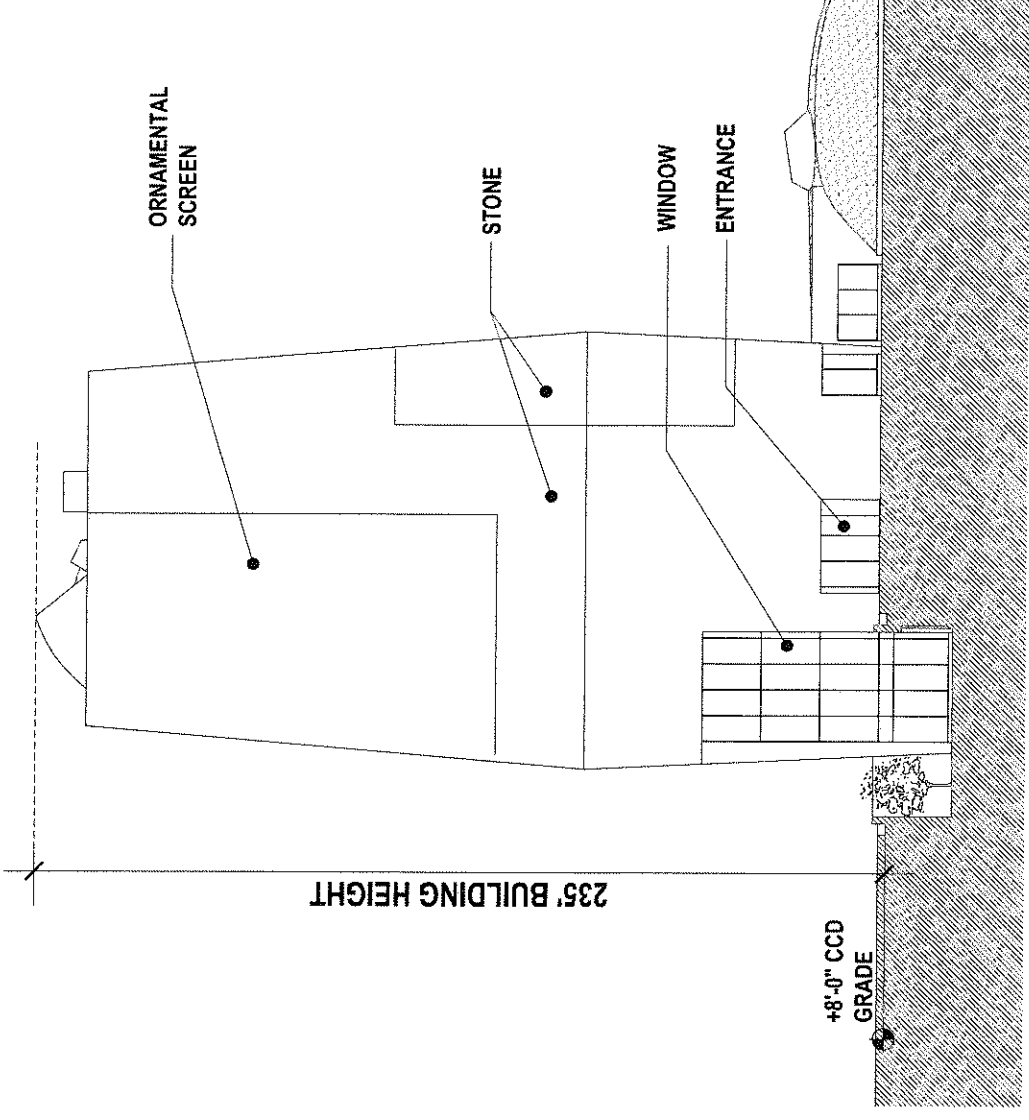 ORNAMENTAL
SCREEN
STONE
WINDOW
ENTRANCE
235' BUILDING HEIGHT
+8'-0" CCD
GRADE